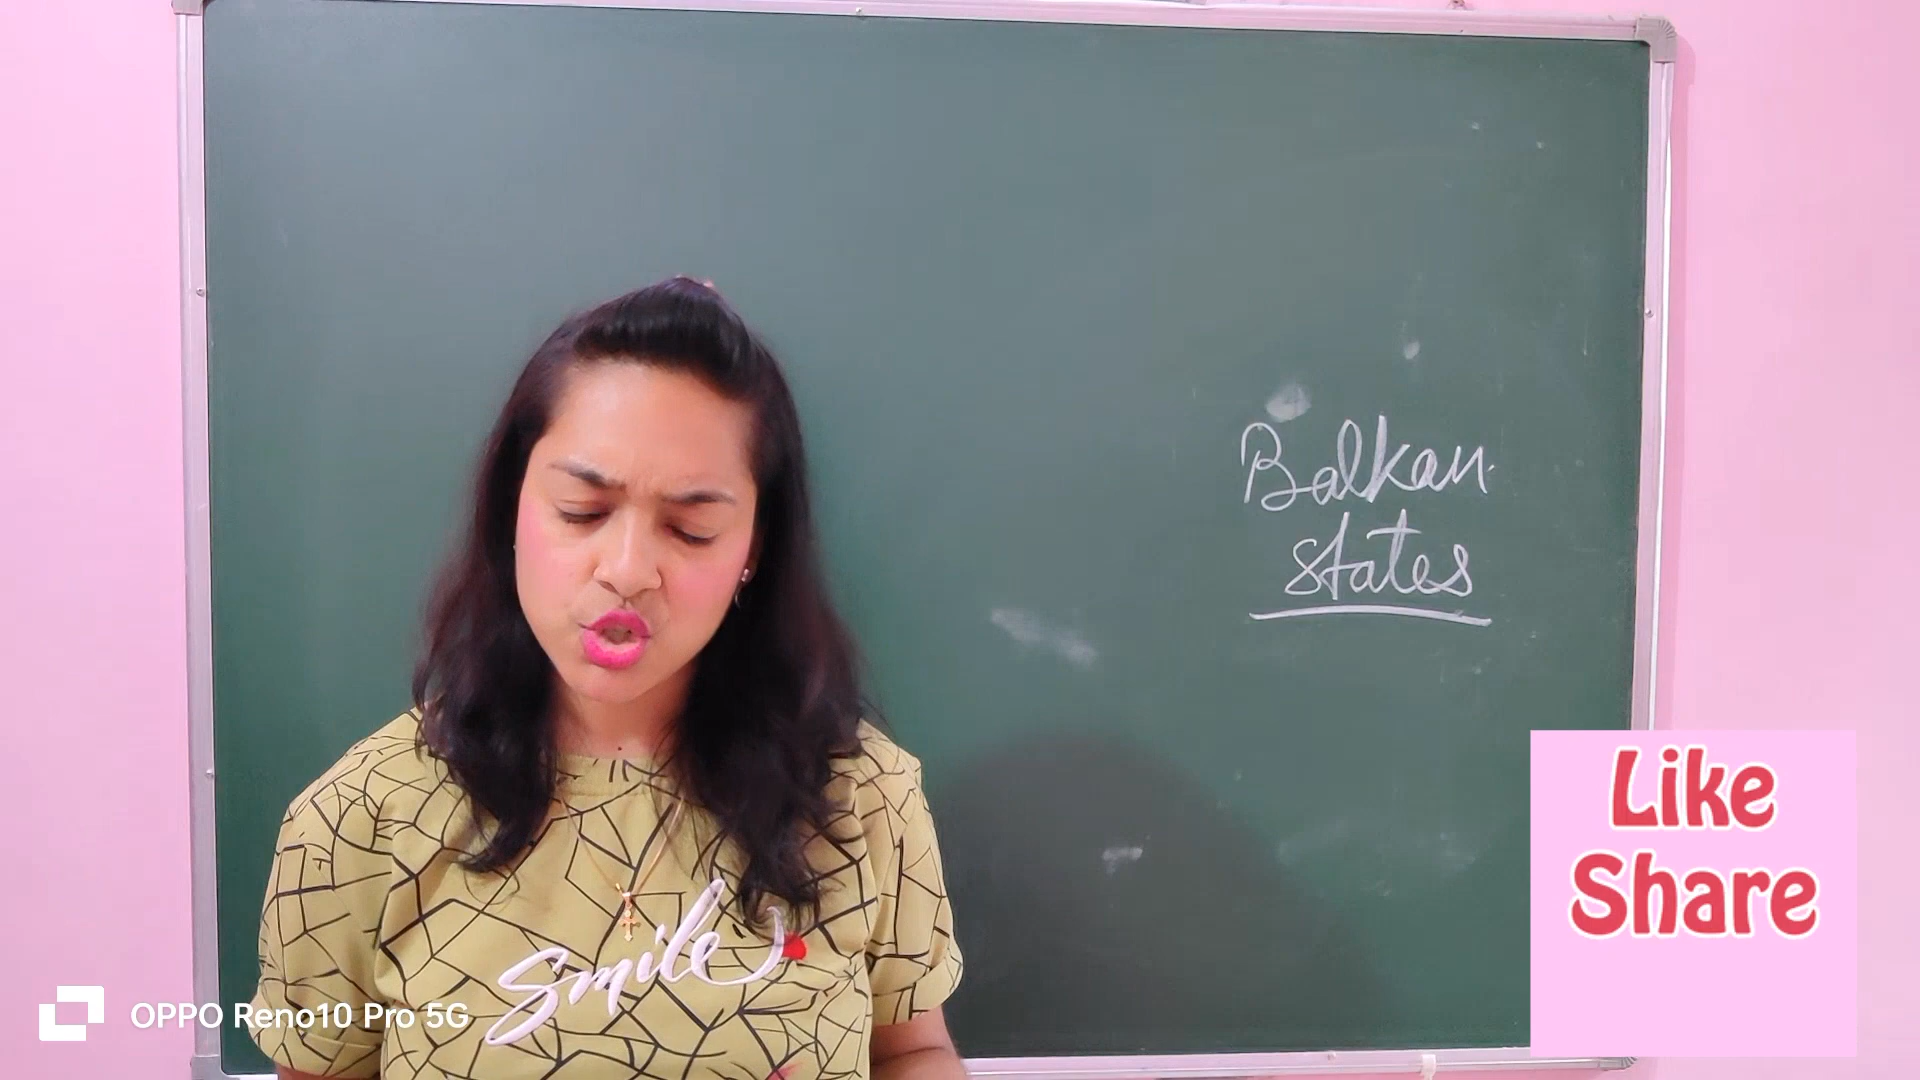 Balkan
states
Smile
Like
Share
OPPO Reno10 Pro 5G